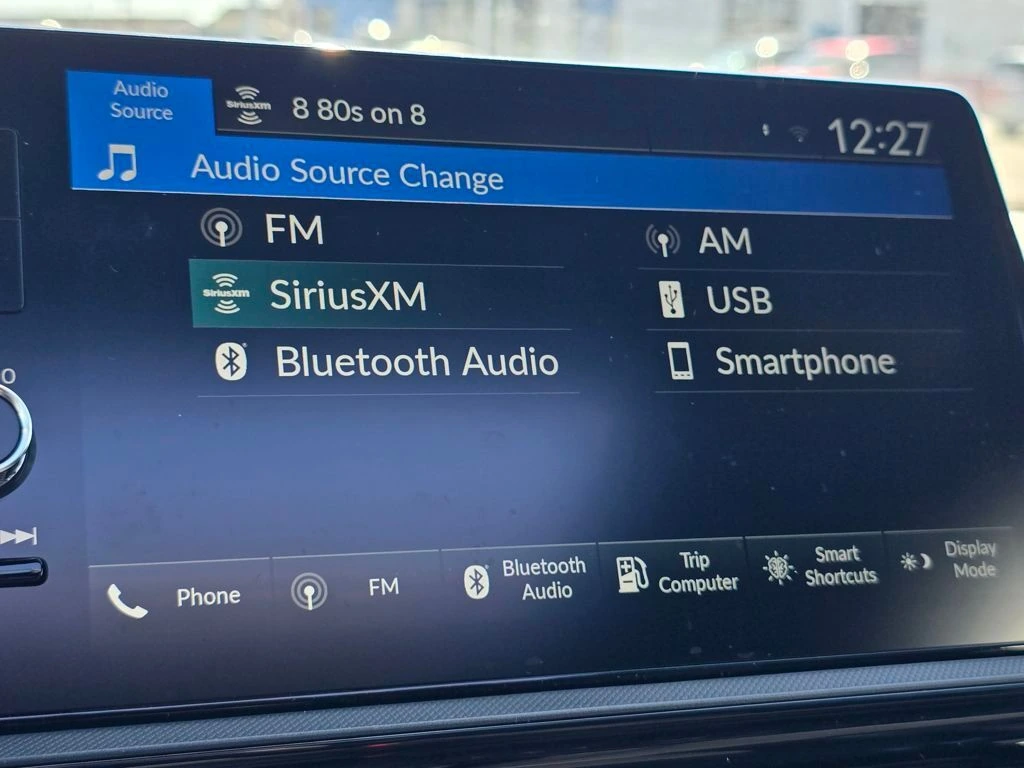 Audio
Source
SiriusXM
8 80s on 8
12:27
Audio Source Change
FM
AM
SiriusXM
SiriusXM
USB
Bluetooth Audio
Smartphone
Phone
FM
Bluetooth
Audio
Trip
Computer
Smart
Shortcuts
Display
Mode